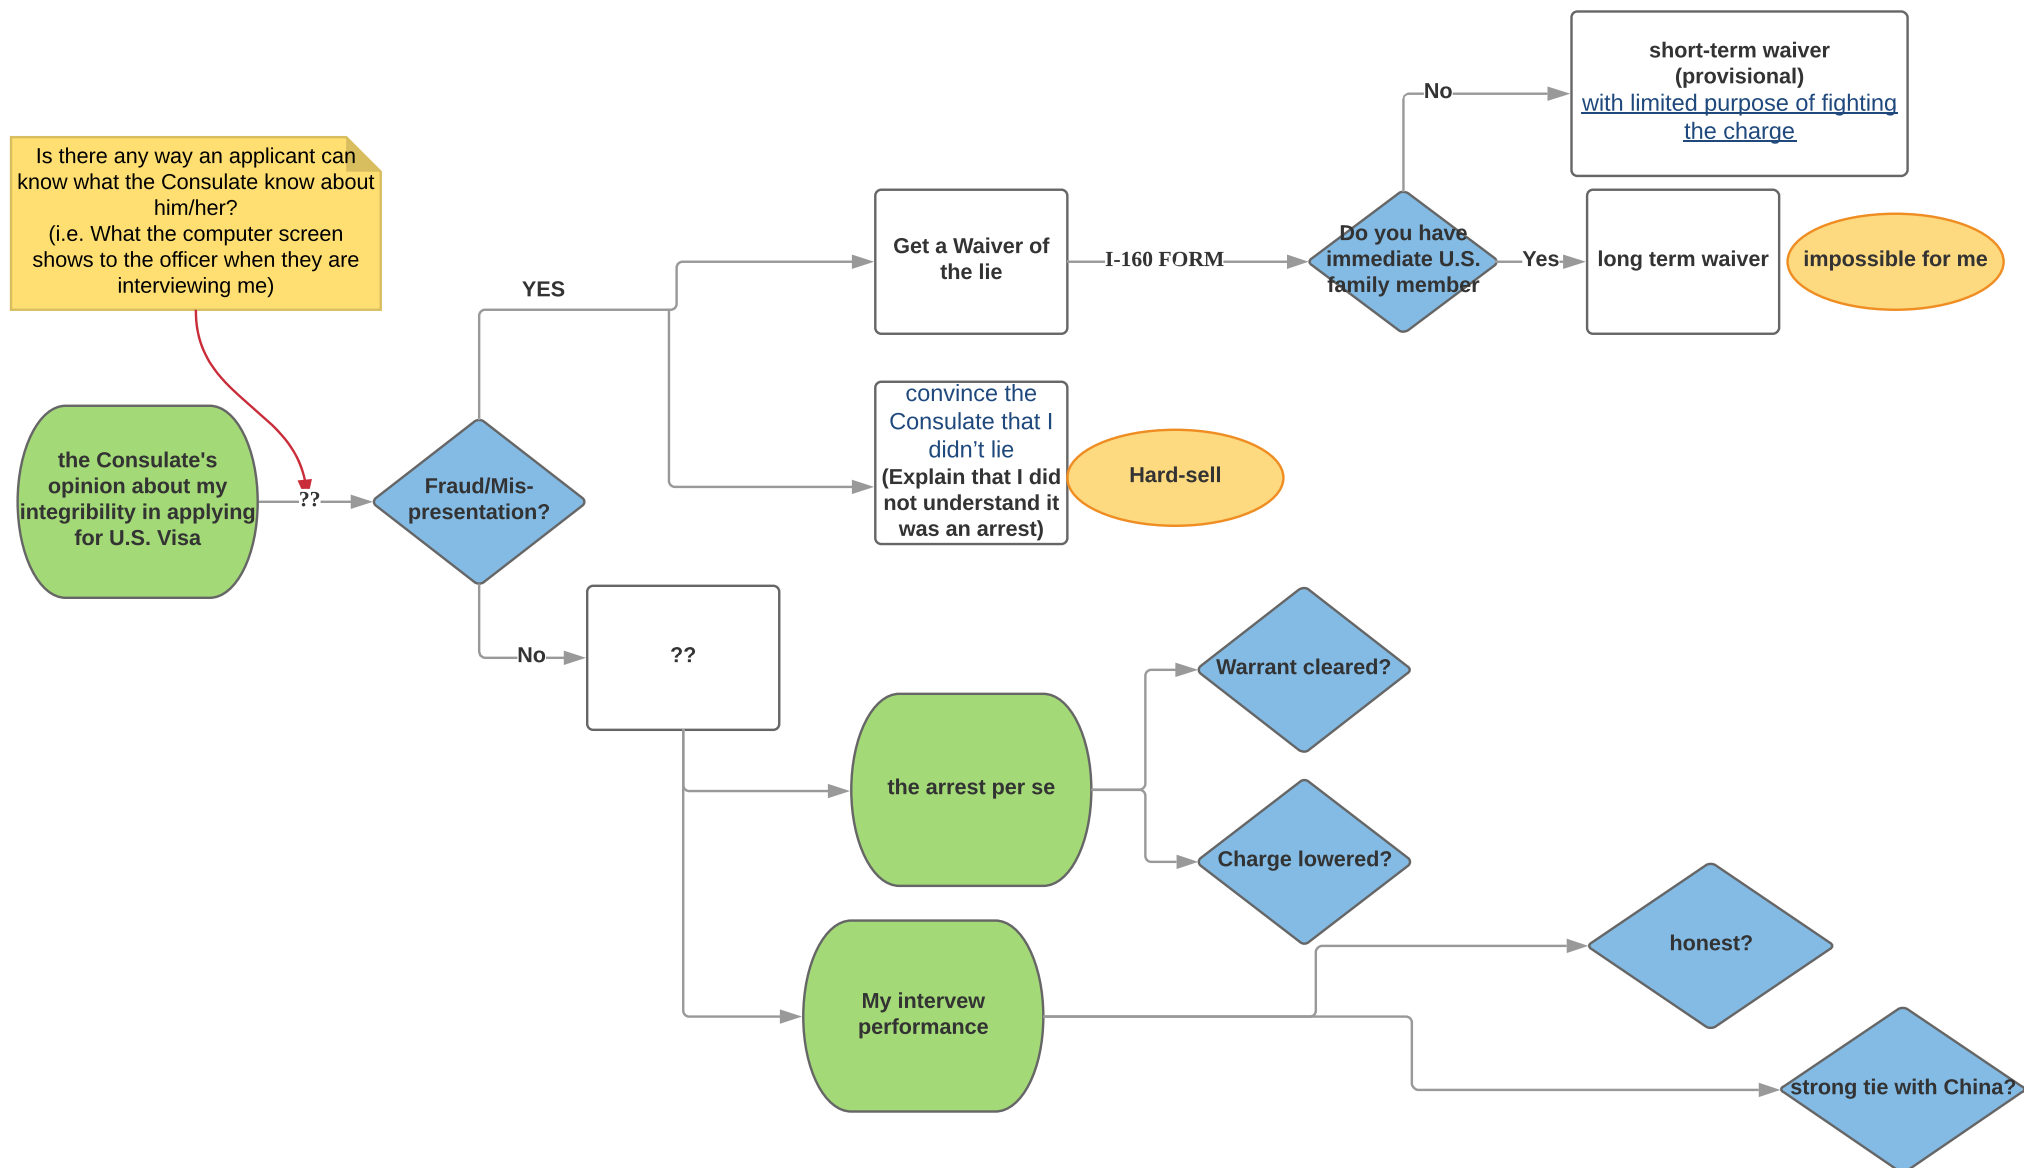 short-term waiver
(provisional)
with limited purpose of fighting
the charge
No
Is there any way an applicant can
know what the Consulate know about
him/her?
(i.e. What the computer screen
shows to the officer when they are
interviewing me)
YES
Get a Waiver of
the lie
I-160 FORM
Do you have
immediate U.S.
family member
Yes
long term waiver
impossible for me
the Consulate's
opinion about my
integribility in applying
for U.S. Visa
??
Fraud/Mis-
presentation?
convince the
Consulate that I
didn’t lie
(Explain that I did
not understand it
was an arrest)
Hard-sell
No
??
Warrant cleared?
the arrest per se
Charge lowered?
My intervew
performance
honest?
strong tie with China?